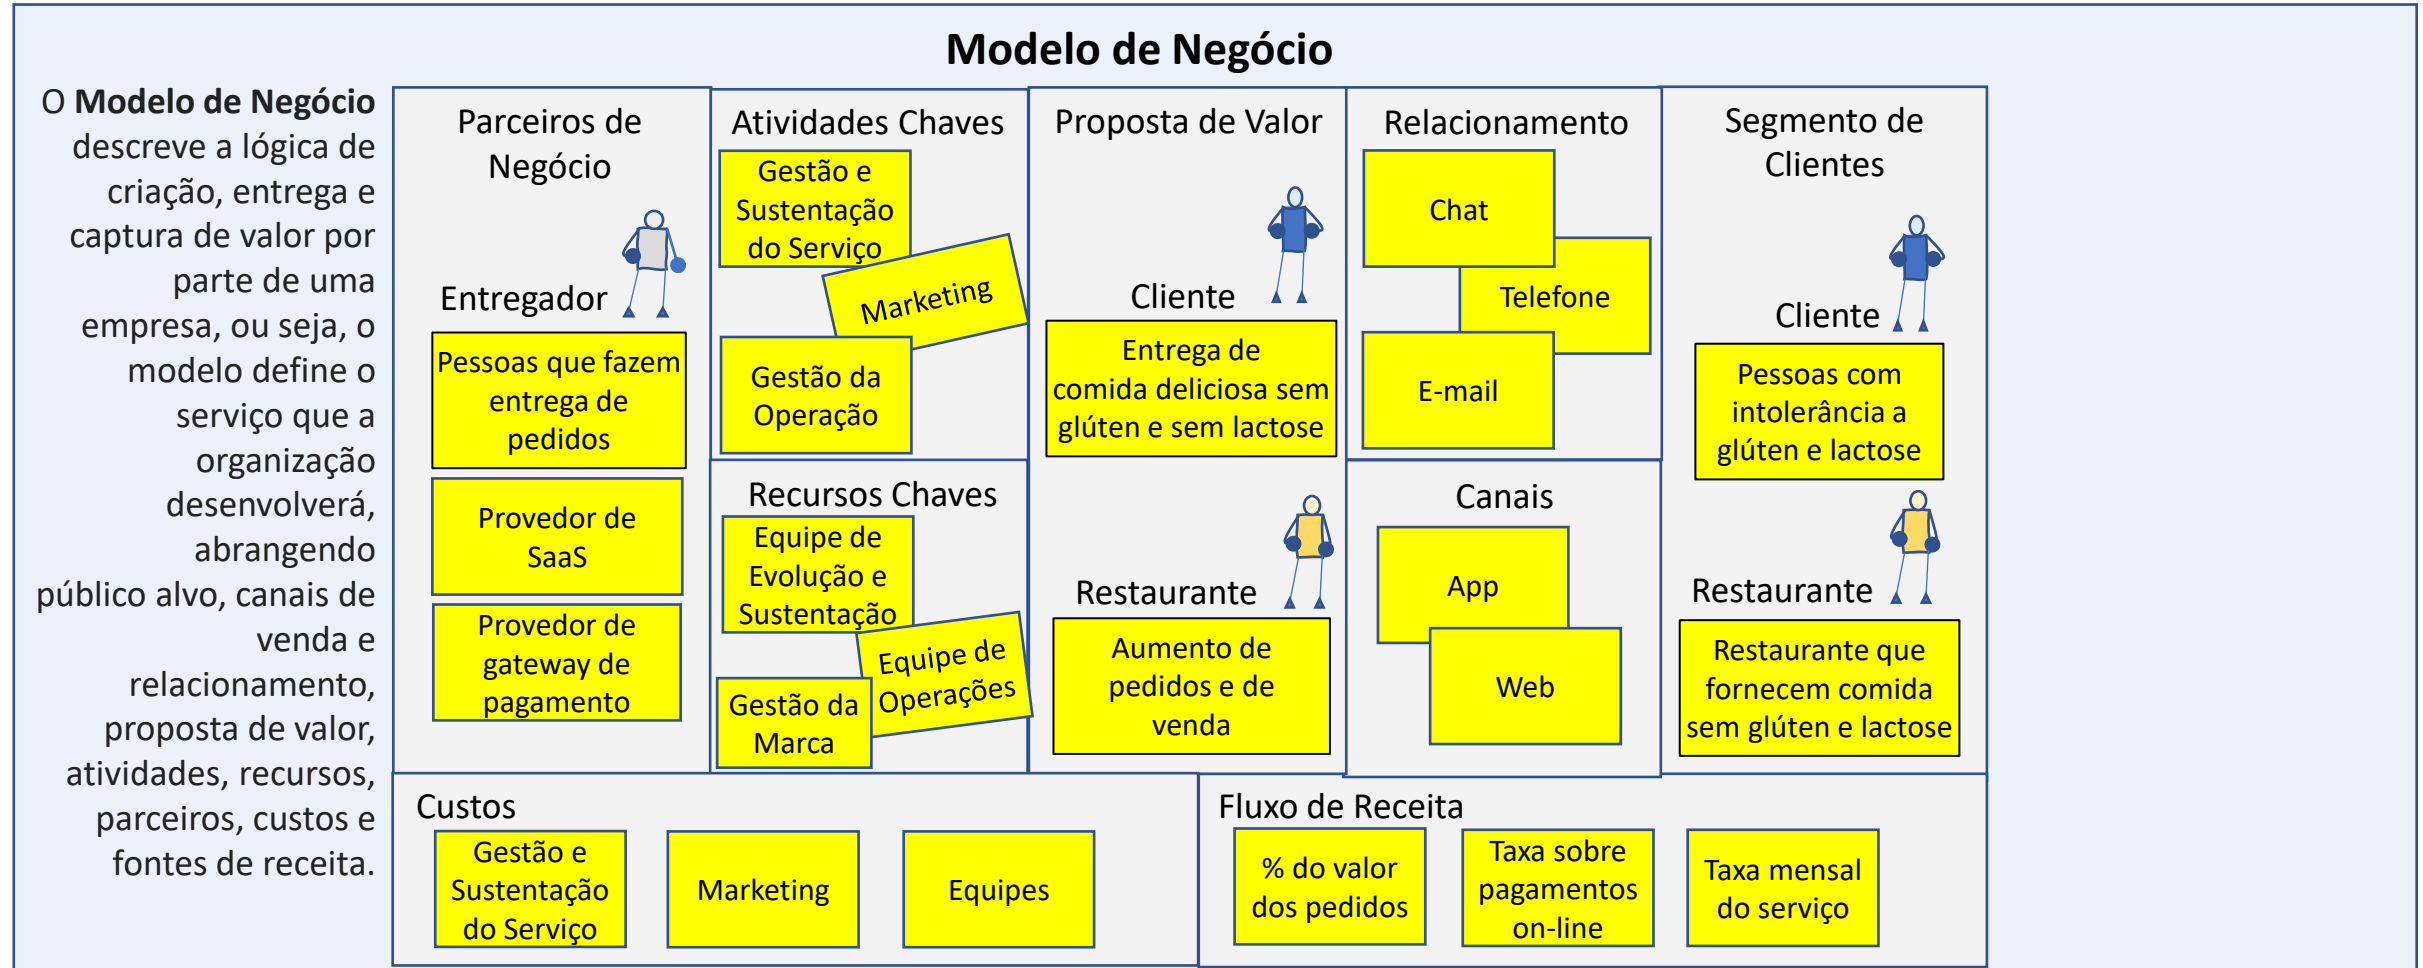 Modelo de Negócio
O Modelo de Negócio
descreve a lógica de
criação, entrega e
captura de valor por
parte de uma
empresa, ou seja, o
modelo define o
serviço que a
organização
desenvolverá,
abrangendo
público alvo, canais de
venda e
relacionamento,
proposta de valor,
atividades, recursos,
parceiros, custos e
fontes de receita.
Parceiros de
Negócio
Entregador
Pessoas que fazem
entrega de
pedidos
Provedor de
SaaS
Provedor de
gateway de
pagamento
Atividades Chaves
Gestão e
Sustentação
do Serviço
Marketing
Gestão da
Operação
Recursos Chaves
Equipe de
Evolução e
Sustentação
Equipe de
Operações
Gestão da
Marca
Proposta de Valor
Cliente
Entrega de
comida deliciosa sem
glúten e sem lactose
Restaurante
Aumento de
pedidos e de
venda
Relacionamento
Chat
Telefone
E-mail
Canais
App
Web
Segmento de
Clientes
Cliente
Pessoas com
intolerância a
glúten e lactose
Restaurante
Restaurante que
fornecem comida
sem glúten e lactose
Custos
Gestão e
Sustentação
do Serviço
Marketing
Equipes
Fluxo de Receita
% do valor
dos pedidos
Taxa sobre
pagamentos
on-line
Taxa mensal
do serviço